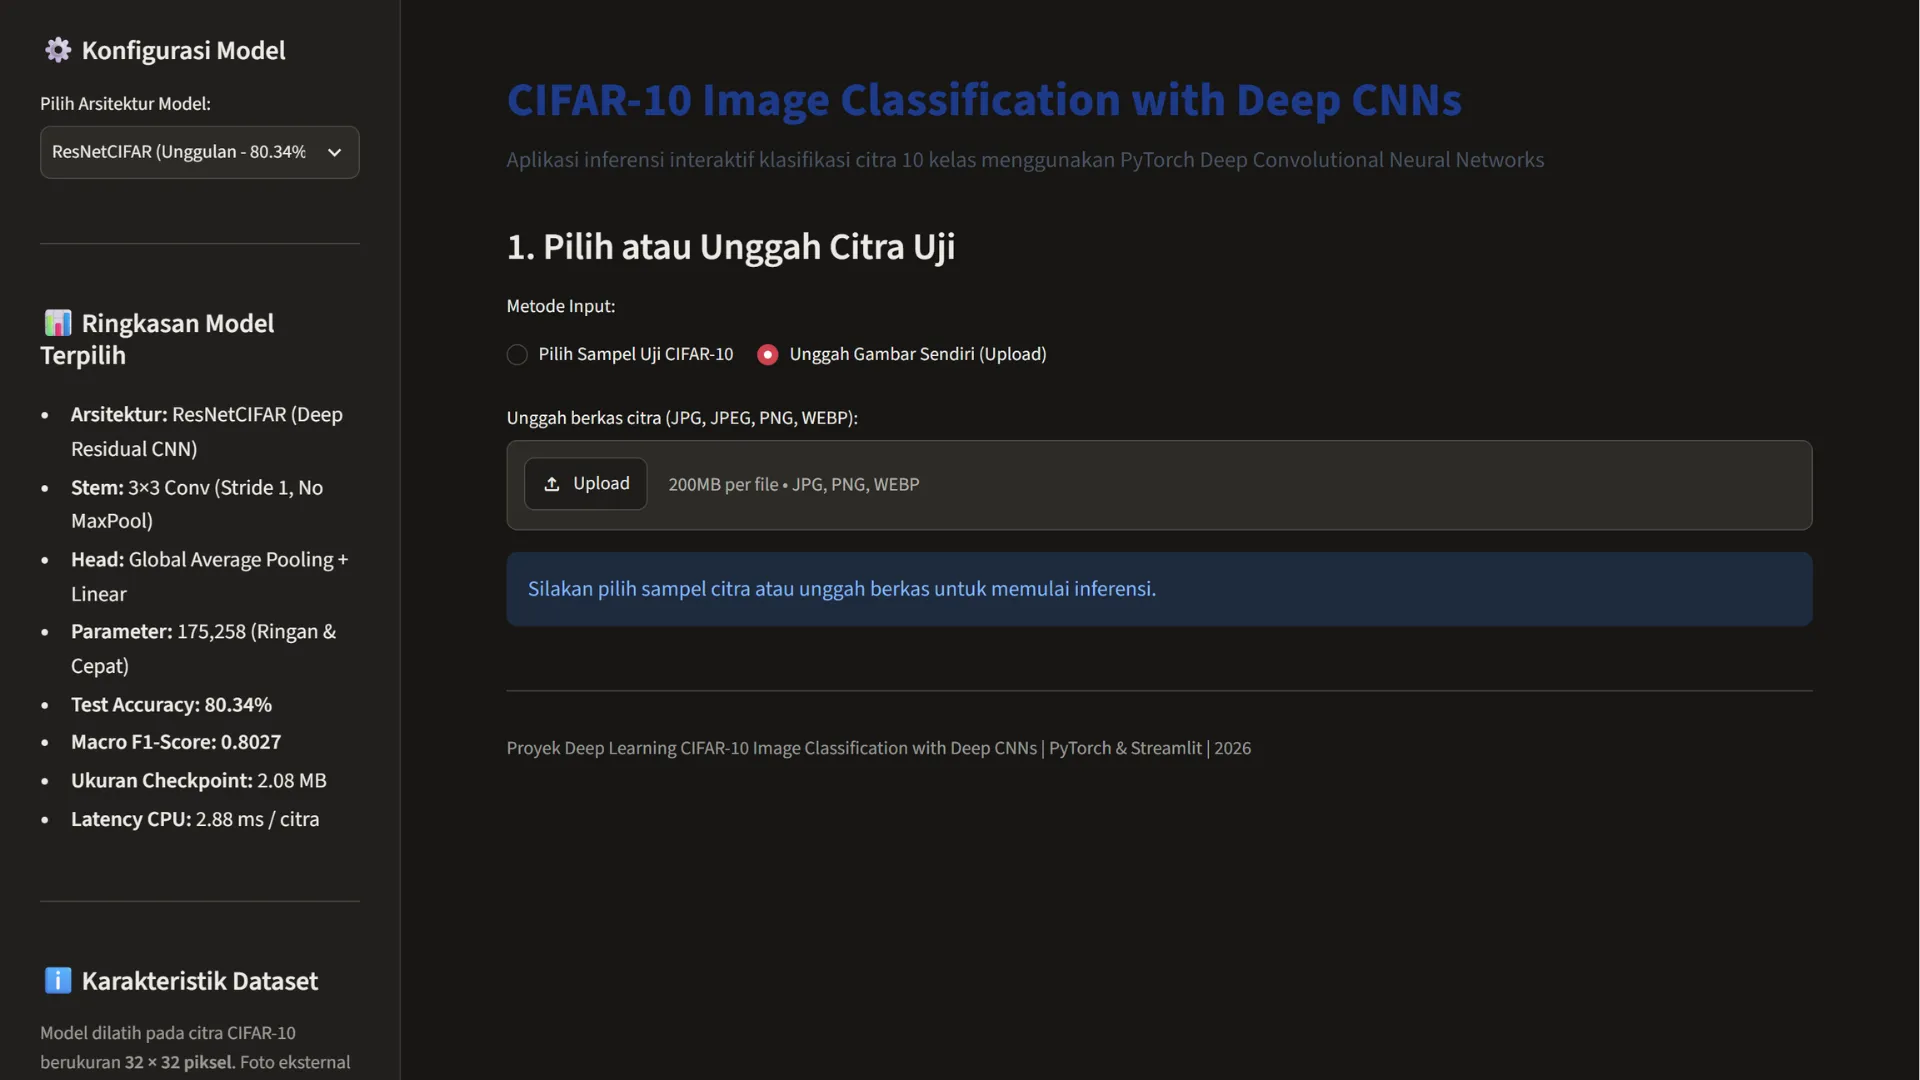 Konfigurasi Model
Pilih Arsitektur Model:
ResNetCIFAR (Unggulan - 80.34%
Ringkasan Model
Terpilih
• Arsitektur: ResNetCIFAR (Deep
Residual CNN)
• Stem: 3×3 Conv (Stride 1, No
MaxPool)
• Head: Global Average Pooling +
Linear
• Parameter: 175,258 (Ringan &
Cepat)
• Test Accuracy: 80.34%
• Macro F1-Score: 0.8027
• Ukuran Checkpoint: 2.08 MB
• Latency CPU: 2.88 ms / citra
Karakteristik Dataset
Model dilatih pada citra CIFAR-10
berukuran 32 × 32 piksel. Foto eksternal
CIFAR-10 Image Classification with Deep CNNs
Aplikasi inferensi interaktif klasifikasi citra 10 kelas menggunakan PyTorch Deep Convolutional Neural Networks
1. Pilih atau Unggah Citra Uji
Metode Input:
Pilih Sampel Uji CIFAR-10 Unggah Gambar Sendiri (Upload)
Unggah berkas citra (JPG, JPEG, PNG, WEBP):
Upload 200MB per file • JPG, PNG, WEBP
Silakan pilih sampel citra atau unggah berkas untuk memulai inferensi.
Proyek Deep Learning CIFAR-10 Image Classification with Deep CNNs | PyTorch & Streamlit | 2026